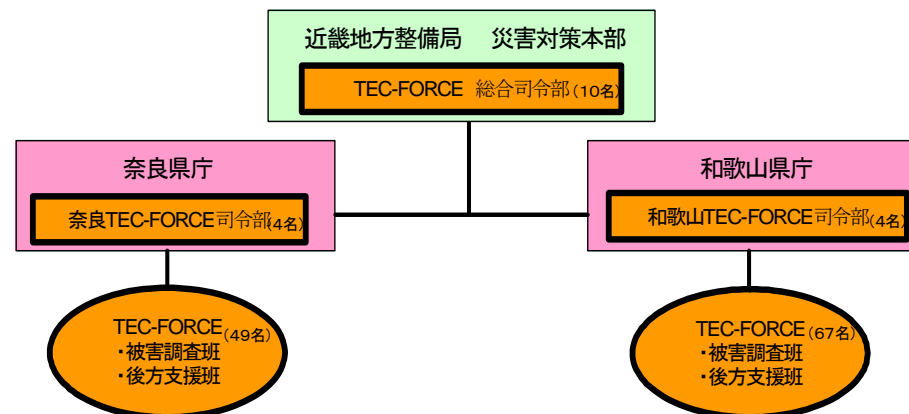 近畿地方整備局 災害対策本部
TEC-FORCE 総合司令部(10名)
奈良県庁
奈良TEC-FORCE司令部(4名)
和歌山県庁
和歌山TEC-FORCE司令部(4名)
TEC-FORCE(49名)
・被害調査班
・後方支援班
TEC-FORCE(67名)
・被害調査班
・後方支援班